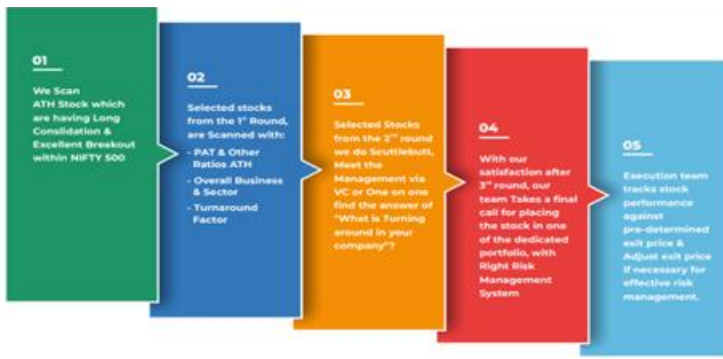 01
We Scan
ATH Stock which
are having Long
Conslidation &
Excellent Breakout
within NIFTY 500
02
Selected stocks
from the 1st Round,
are Scanned with:
- PAT & Other
Ratios ATH
- Overall Business
& Sector
- Turnaround
Factor
03
Selected Stocks
from the 2nd round
we do Scuttlebutt,
Meet the
Management via
VC or One on one
find the answer of
"What is Turning
around in your
company"?
04
With our
satisfaction after
3rd round, our
team Takes a final
call for placing
the stock in one
of the dedicated
portfolio, with
Right Risk
Management
System
05
Execution team
tracks stock
performance
against
pre-determined
exit price &
Adjust exit price
if necessary for
effective risk
management.